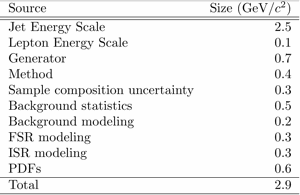 Source Size (GeV/c²)
Jet Energy Scale 2.5
Lepton Energy Scale 0.1
Generator 0.7
Method 0.4
Sample composition uncertainty 0.3
Background statistics 0.5
Background modeling 0.2
FSR modeling 0.3
ISR modeling 0.3
PDFs 0.6
Total 2.9